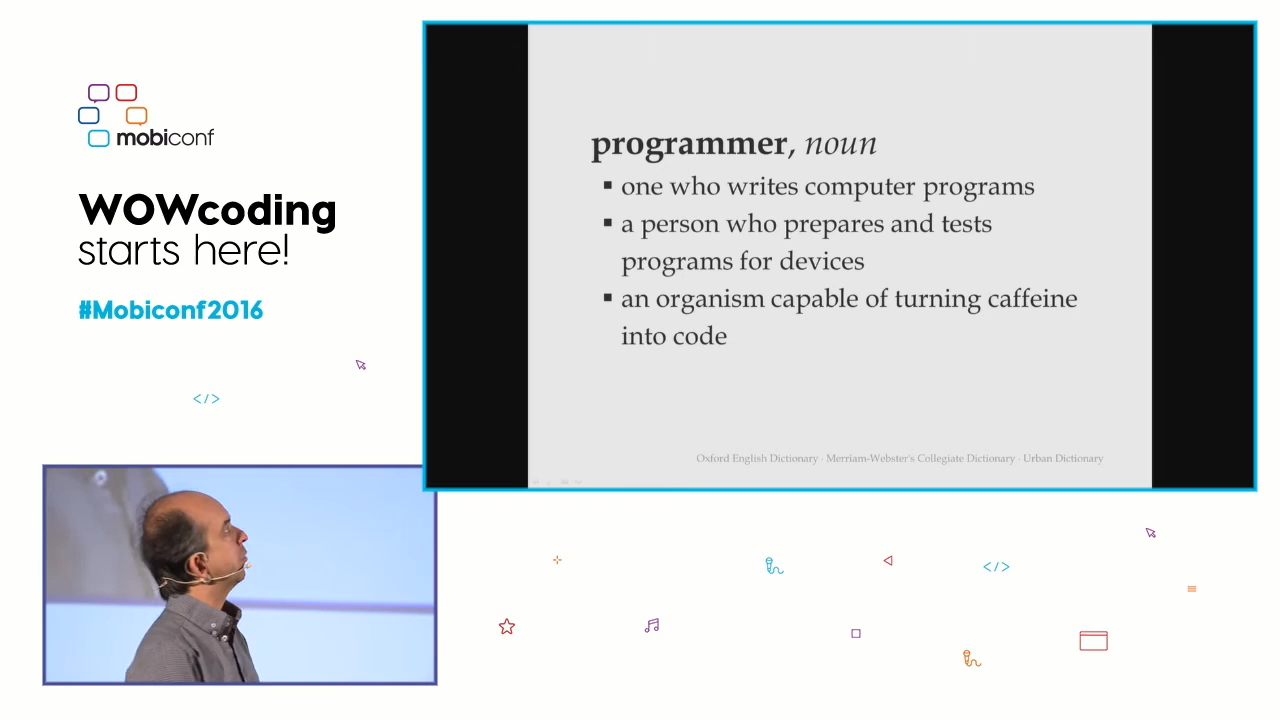 mobiconf
WOWcoding
starts here!
#Mobiconf2016
</>
programmer, noun
▪ one who writes computer programs
▪ a person who prepares and tests
programs for devices
▪ an organism capable of turning caffeine
into code
Oxford English Dictionary · Merriam-Webster's Collegiate Dictionary · Urban Dictionary
</>